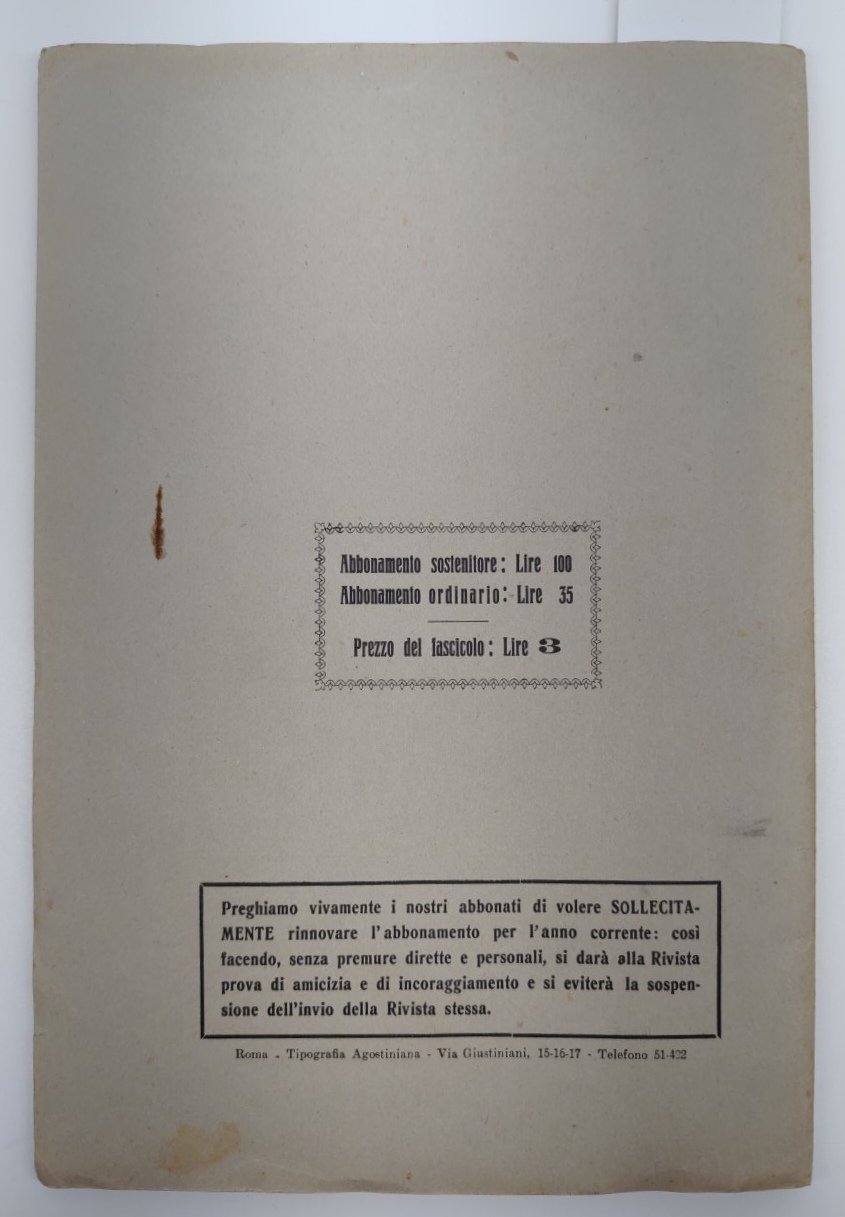 Abbonamento sostenitore: Lire 100
Abbonamento ordinario: Lire 35
Prezzo del fascicolo: Lire 3
Preghiamo vivamente i nostri abbonati di volere SOLLECITA-
MENTE rinnovare l'abbonamento per l'anno corrente: così
facendo, senza premure dirette e personali, si darà alla Rivista
prova di amicizia e di incoraggiamento e si eviterà la sospen-
sione dell'invio della Rivista stessa.
Roma - Tipografia Agostiniana - Via Giustiniani, 15-16-17 - Telefono